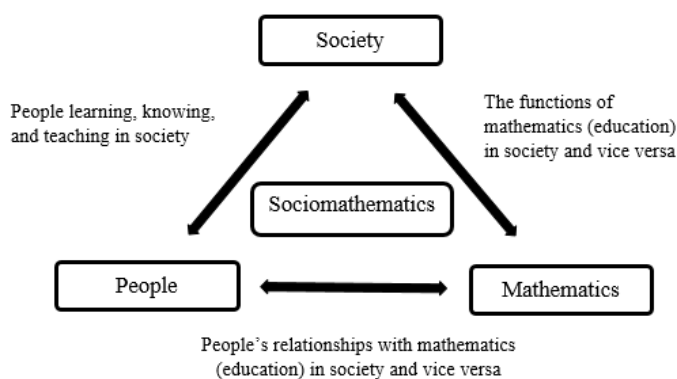 Society
People learning, knowing,
and teaching in society
The functions of
mathematics (education)
in society and vice versa
Sociomathematics
People
Mathematics
People’s relationships with mathematics
(education) in society and vice versa